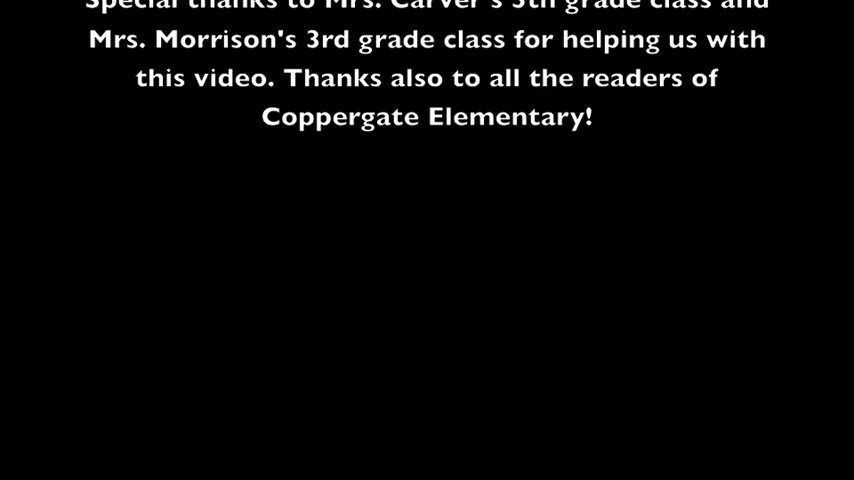 Special thanks to Mrs. Carver's 5th grade class and
Mrs. Morrison's 3rd grade class for helping us with
this video. Thanks also to all the readers of
Coppergate Elementary!